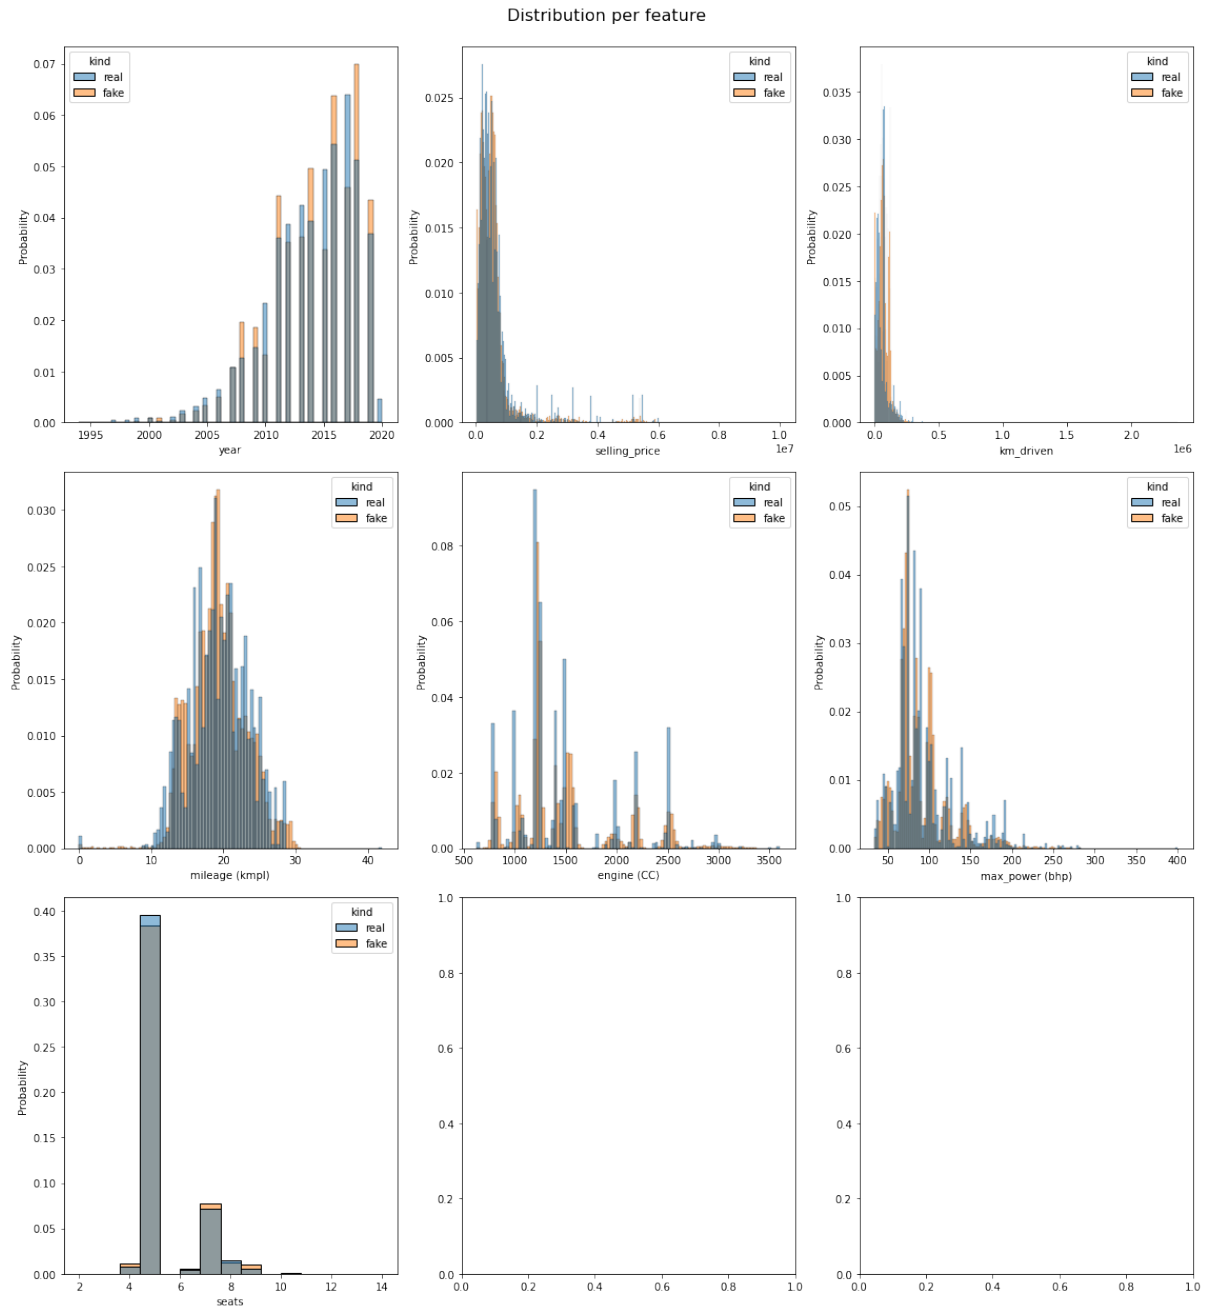 Distribution per feature
kind
real
fake
Probability
0.07
0.06
0.05
0.04
0.03
0.02
0.01
0.00
1995 2000 2005 2010 2015 2020
year
kind
real
fake
Probability
0.025
0.020
0.015
0.010
0.005
0.000
0.0 0.2 0.4 0.6 0.8 1.0
1e7
selling_price
kind
real
fake
Probability
0.035
0.030
0.025
0.020
0.015
0.010
0.005
0.000
0.0 0.5 1.0 1.5 2.0
1e6
km_driven
kind
real
fake
Probability
0.030
0.025
0.020
0.015
0.010
0.005
0.000
0 10 20 30 40
mileage (kmpl)
kind
real
fake
Probability
0.08
0.06
0.04
0.02
0.00
500 1000 1500 2000 2500 3000 3500
engine (CC)
kind
real
fake
Probability
0.05
0.04
0.03
0.02
0.01
0.00
50 100 150 200 250 300 350 400
max_power (bhp)
kind
real
fake
Probability
0.40
0.35
0.30
0.25
0.20
0.15
0.10
0.05
0.00
2 4 6 8 10 12 14
seats
1.0
0.8
0.6
0.4
0.2
0.0
0.0 0.2 0.4 0.6 0.8 1.0
1.0
0.8
0.6
0.4
0.2
0.0
0.0 0.2 0.4 0.6 0.8 1.0